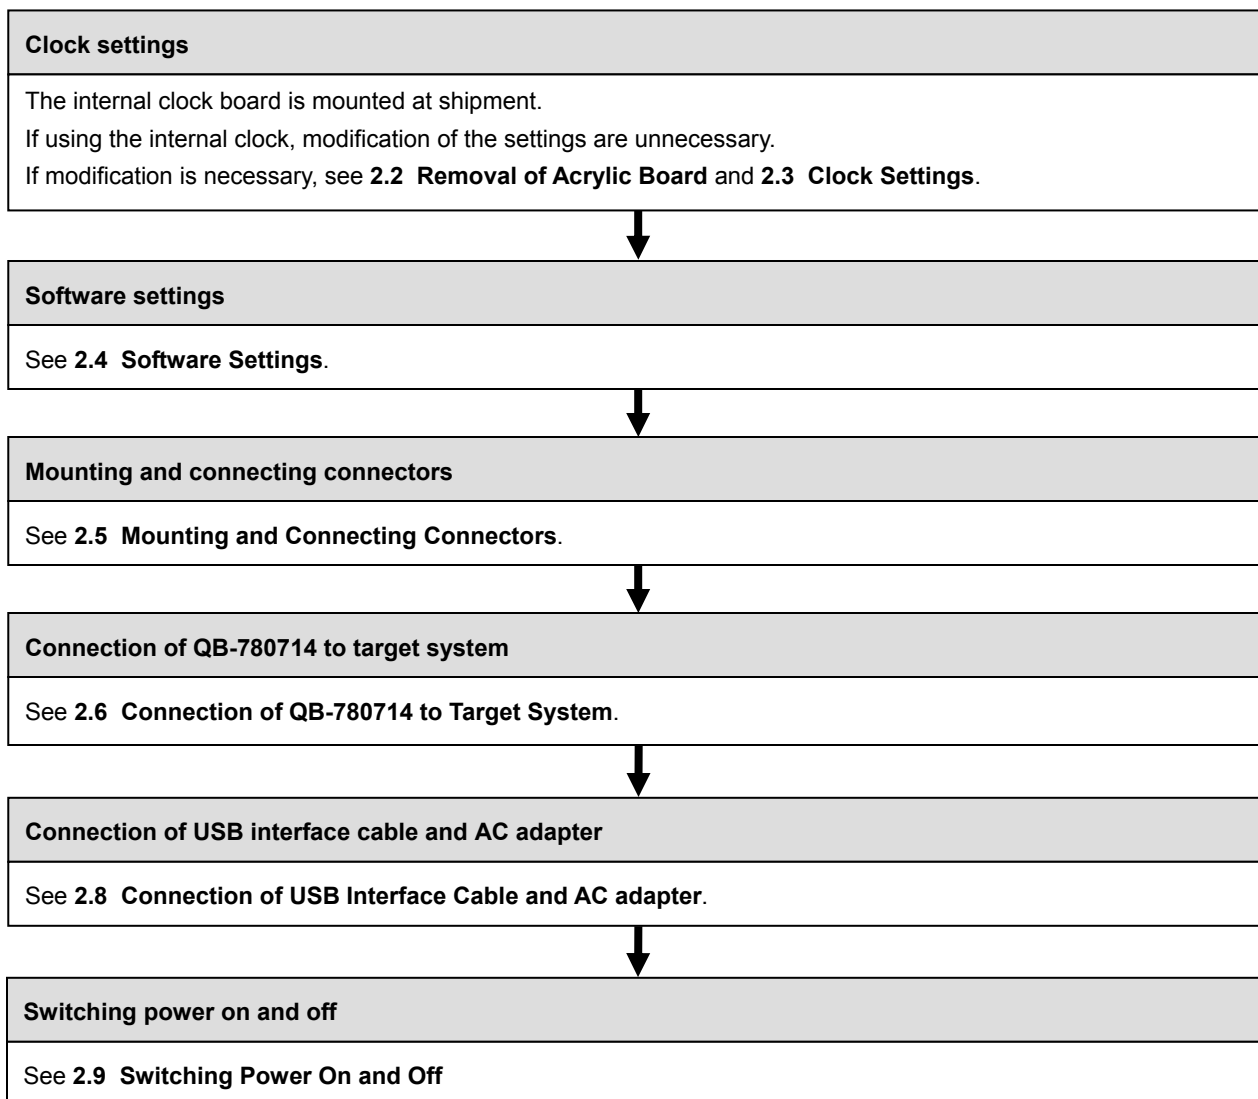 Clock settings
The internal clock board is mounted at shipment.
If using the internal clock, modification of the settings are unnecessary.
If modification is necessary, see 2.2 Removal of Acrylic Board and 2.3 Clock Settings.
Software settings
See 2.4 Software Settings.
Mounting and connecting connectors
See 2.5 Mounting and Connecting Connectors.
Connection of QB-780714 to target system
See 2.6 Connection of QB-780714 to Target System.
Connection of USB interface cable and AC adapter
See 2.8 Connection of USB Interface Cable and AC adapter.
Switching power on and off
See 2.9 Switching Power On and Off